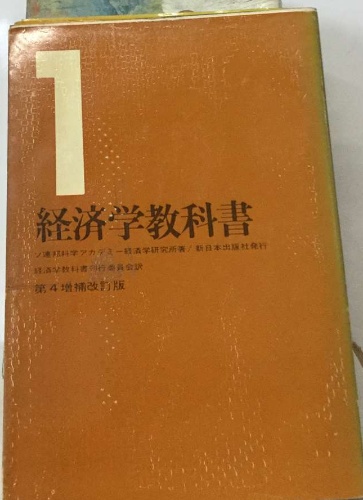 1
経済学教科書
ソ連邦科学アカデミー経済学研究所著/新日本出版社発行
経済学教科書刊行委員会訳
第4増補改訂版